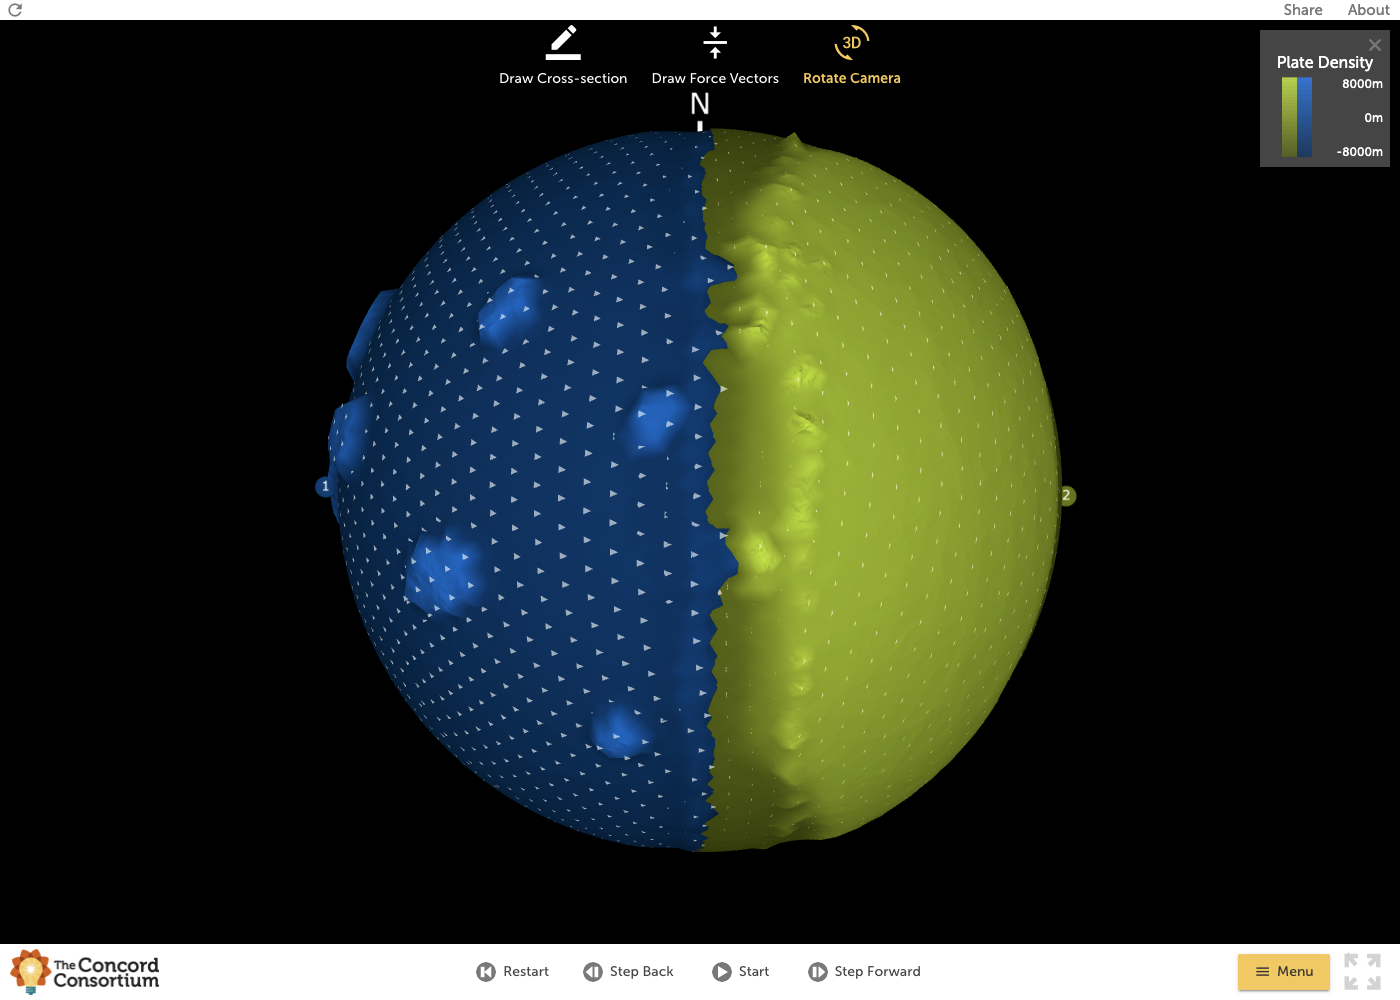 Share About
Draw Cross-section Draw Force Vectors 3D Rotate Camera
Plate Density
8000m
0m
-8000m
N
1
2
The Concord
Consortium
Restart Step Back Start Step Forward
Menu